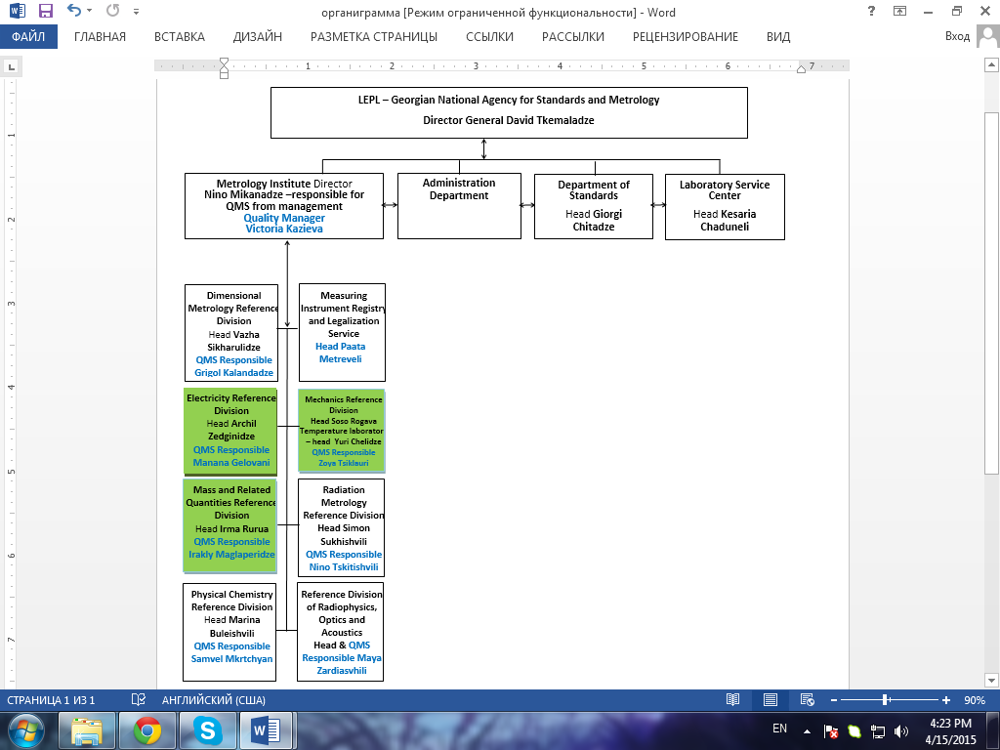 органиграмма [Режим ограниченной функциональности] - Word
ФАЙЛ ГЛАВНАЯ ВСТАВКА ДИЗАЙН РАЗМЕТКА СТРАНИЦЫ ССЫЛКИ РАССЫЛКИ РЕЦЕНЗИРОВАНИЕ ВИД Вход
1 2 3 4 5 6 7
LEPL – Georgian National Agency for Standards and Metrology
Director General David Tkemaladze
Metrology Institute Director
Nino Mikanadze –responsible for
QMS from management
Quality Manager
Victoria Kazieva
Administration
Department
Department of
Standards
Head Giorgi
Chitadze
Laboratory Service
Center
Head Kesaria
Chaduneli
Dimensional
Metrology Reference
Division
Head Vazha
Sikharulidze
QMS Responsible
Grigol Kalandadze
Measuring
Instrument Registry
and Legalization
Service
Head Paata
Metreveli
Electricity Reference
Division
Head Archil
Zedginidze
QMS Responsible
Manana Gelovani
Mechanics Reference
Division
Head Soso Rogava
Temperature laborator
– head Yuri Chelidze
QMS Responsible
Zoya Tsiklauri
Mass and Related
Quantities Reference
Division
Head Irma Rurua
QMS Responsible
Irakly Maglaperidze
Radiation
Metrology
Reference Division
Head Simon
Sukhishvili
QMS Responsible
Nino Tskitishvili
Physical Chemistry
Reference Division
Head Marina
Buleishvili
QMS Responsible
Samvel Mkrtchyan
Reference Division
of Radiophysics,
Optics and
Acoustics
Head & QMS
Responsible Maya
Zardiasvhili
1
2
3
4
5
6
7
СТРАНИЦА 1 ИЗ 1 АНГЛИЙСКИЙ (США) 90%
EN 4:23 PM
4/15/2015